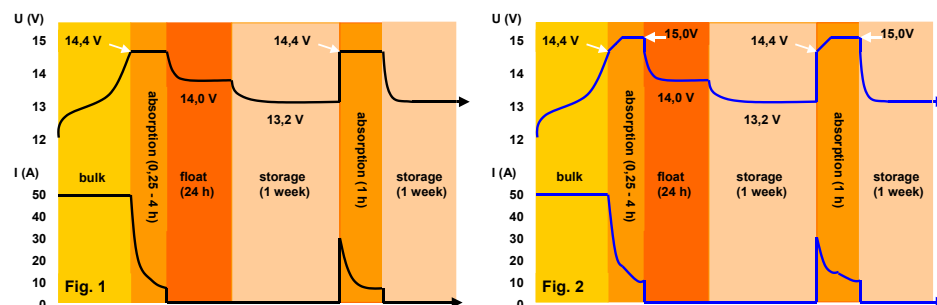 U (V)
15
14
13
12
I (A)
50
40
30
20
10
0
14,4 V
14,0 V
13,2 V
14,4 V
bulk
absorption (0,25 - 4 h)
float
(24 h)
storage
(1 week)
absorption (1 h)
storage
(1 week)
Fig. 1
U (V)
15
14
13
12
I (A)
50
40
30
20
10
0
14,4 V
15,0V
14,0 V
13,2 V
14,4 V
15,0V
bulk
absorption (0,25 - 4 h)
float
(24 h)
storage
(1 week)
absorption (1 h)
storage
(1 week)
Fig. 2